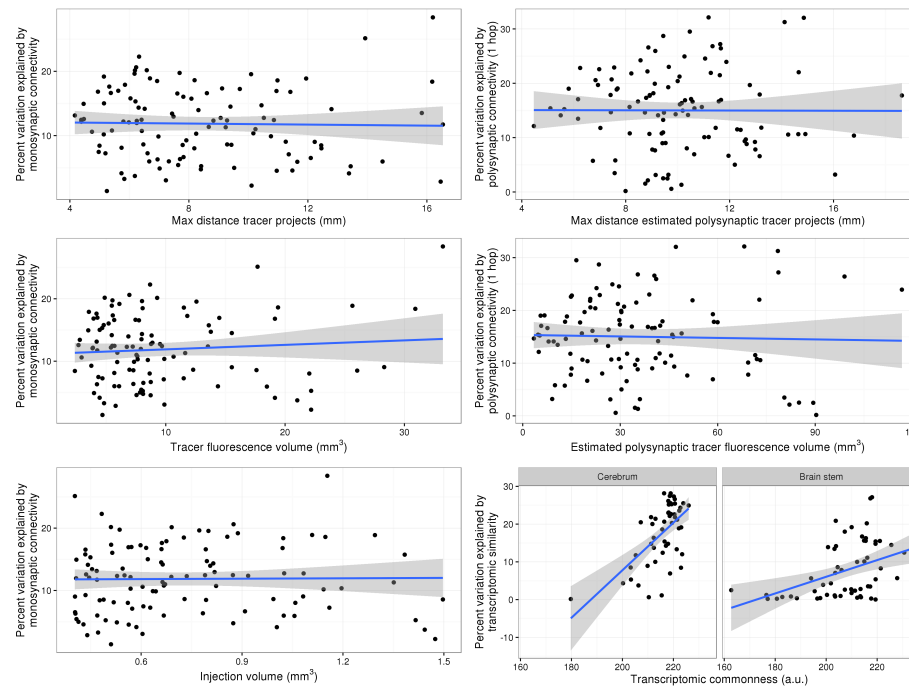 Percent variation explained by
monosynaptic connectivity
20
10
4
8
12
16
Max distance tracer projects (mm)
Percent variation explained by
polysynaptic connectivity (1 hop)
30
20
10
0
4
8
12
16
Max distance estimated polysynaptic tracer projects (mm)
Percent variation explained by
monosynaptic connectivity
20
10
10
20
30
Tracer fluorescence volume (mm³)
Percent variation explained by
polysynaptic connectivity (1 hop)
30
20
10
0
0
30
60
90
Estimated polysynaptic tracer fluorescence volume (mm³)
Percent variation explained by
monosynaptic connectivity
20
10
0.6
0.9
1.2
1.5
Injection volume (mm³)
Percent variation explained by
transcriptomic similarity
Cerebrum
Brain stem
30
20
10
0
-10
160
180
200
220
160
180
200
220
Transcriptomic commonness (a.u.)